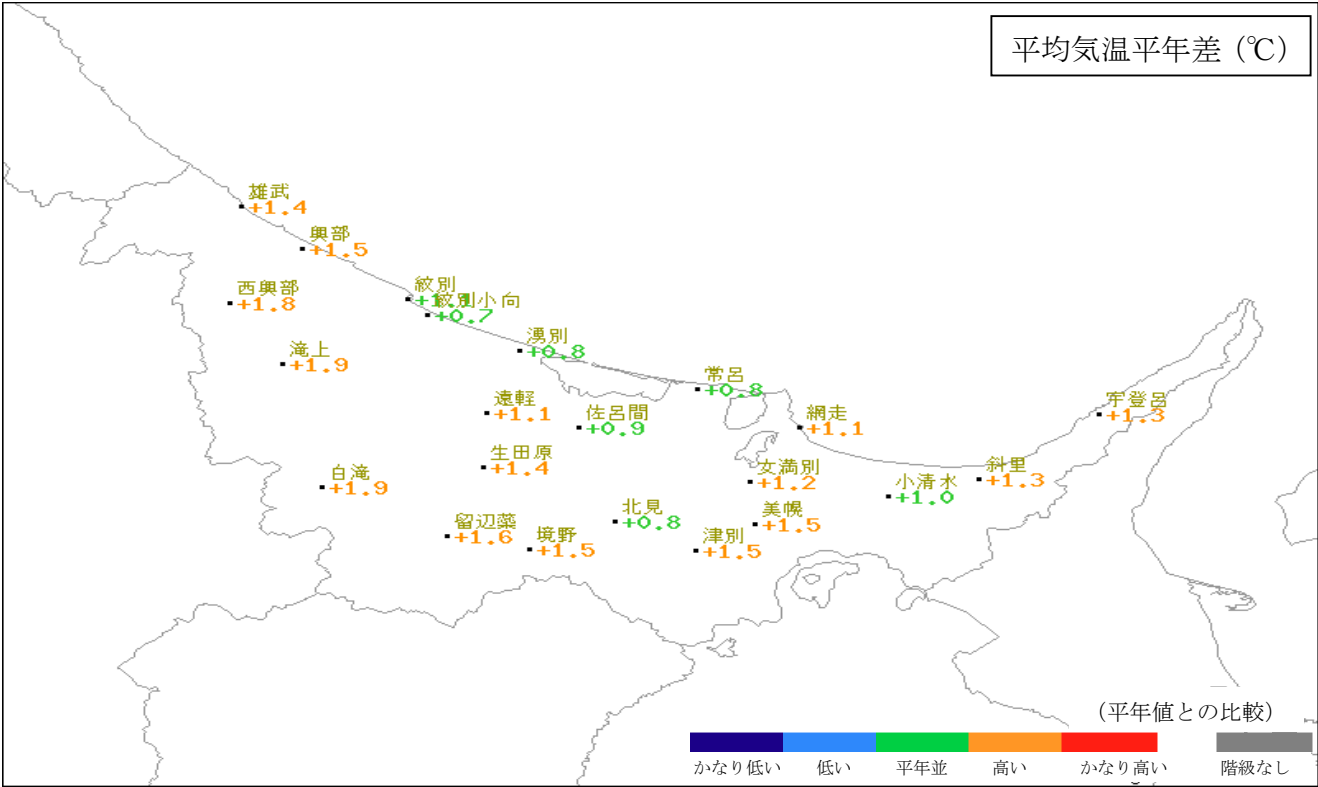 平均気温平年差（℃）
雄武
+1.4
興部
+1.5
西興部
+1.8
紋別
紋別小向
+0.7
滝上
+1.9
湧別
+0.8
常呂
+0.8
遠軽
+1.1
佐呂間
+0.9
網走
+1.1
宇登呂
+1.3
生田原
+1.4
白滝
+1.9
女満別
+1.2
小清水
+1.0
斜里
+1.3
留辺蘂
+1.6
境野
+1.5
北見
+0.8
美幌
+1.5
津別
+1.5
（平年値との比較）
かなり低い 低い 平年並 高い かなり高い 階級なし